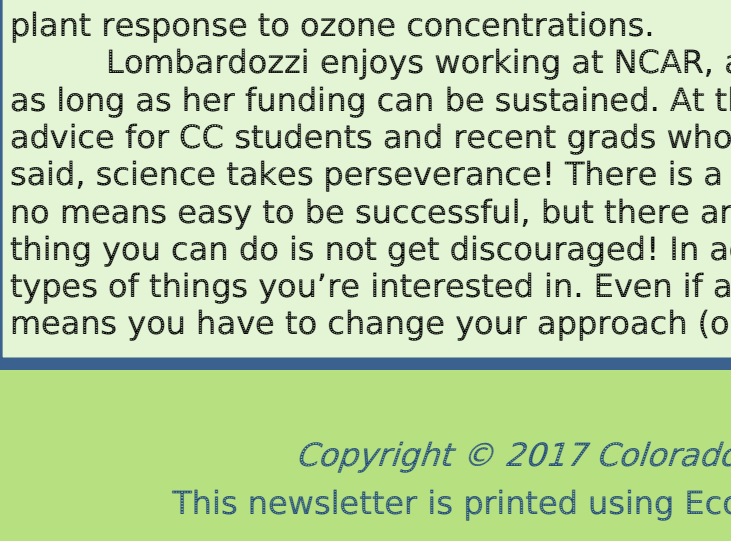 plant response to ozone concentrations.
Lombardozzi enjoys working at NCAR,
as long as her funding can be sustained. At
advice for CC students and recent grads who
said, science takes perseverance! There is a
no means easy to be successful, but there
thing you can do is not get discouraged! In
types of things you’re interested in. Even if a
means you have to change your approach (o
Copyright © 2017 Colorado
This newsletter is printed using